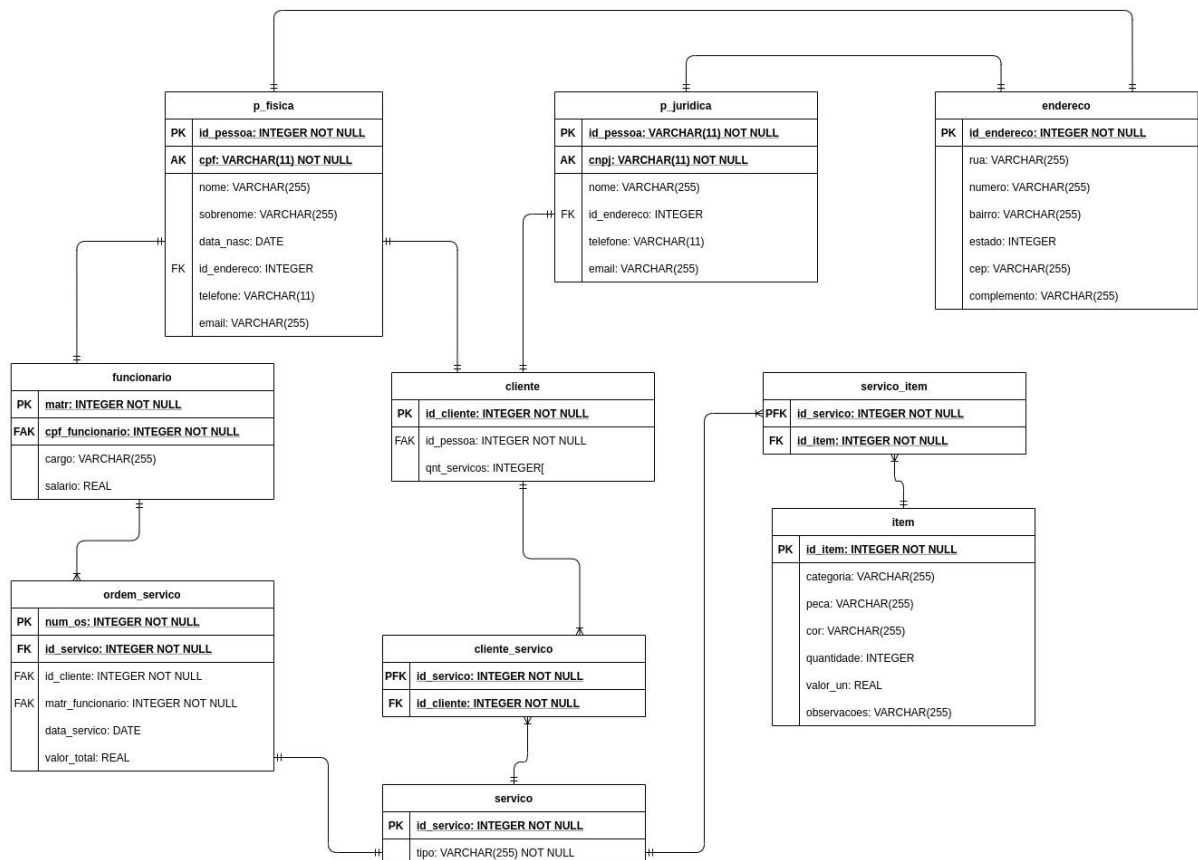 p_fisica
PK id_pessoa: INTEGER NOT NULL
AK cpf: VARCHAR(11) NOT NULL
nome: VARCHAR(255)
sobrenome: VARCHAR(255)
data_nasc: DATE
FK id_endereco: INTEGER
telefone: VARCHAR(11)
email: VARCHAR(255)
p_juridica
PK id_pessoa: VARCHAR(11) NOT NULL
AK cnpj: VARCHAR(11) NOT NULL
nome: VARCHAR(255)
FK id_endereco: INTEGER
telefone: VARCHAR(11)
email: VARCHAR(255)
endereco
PK id_endereco: INTEGER NOT NULL
rua: VARCHAR(255)
numero: VARCHAR(255)
bairro: VARCHAR(255)
estado: INTEGER
cep: VARCHAR(255)
complemento: VARCHAR(255)
funcionario
PK matr: INTEGER NOT NULL
FAK cpf_funcionario: INTEGER NOT NULL
cargo: VARCHAR(255)
salario: REAL
cliente
PK id_cliente: INTEGER NOT NULL
FAK id_pessoa: INTEGER NOT NULL
qnt_servicos: INTEGER[
servico_item
PFK id_servico: INTEGER NOT NULL
FK id_item: INTEGER NOT NULL
item
PK id_item: INTEGER NOT NULL
categoria: VARCHAR(255)
peca: VARCHAR(255)
cor: VARCHAR(255)
quantidade: INTEGER
valor_un: REAL
observacoes: VARCHAR(255)
ordem_servico
PK num_os: INTEGER NOT NULL
FK id_servico: INTEGER NOT NULL
FAK id_cliente: INTEGER NOT NULL
FAK matr_funcionario: INTEGER NOT NULL
data_servico: DATE
valor_total: REAL
cliente_servico
PFK id_servico: INTEGER NOT NULL
FK id_cliente: INTEGER NOT NULL
servico
PK id_servico: INTEGER NOT NULL
tipo: VARCHAR(255) NOT NULL